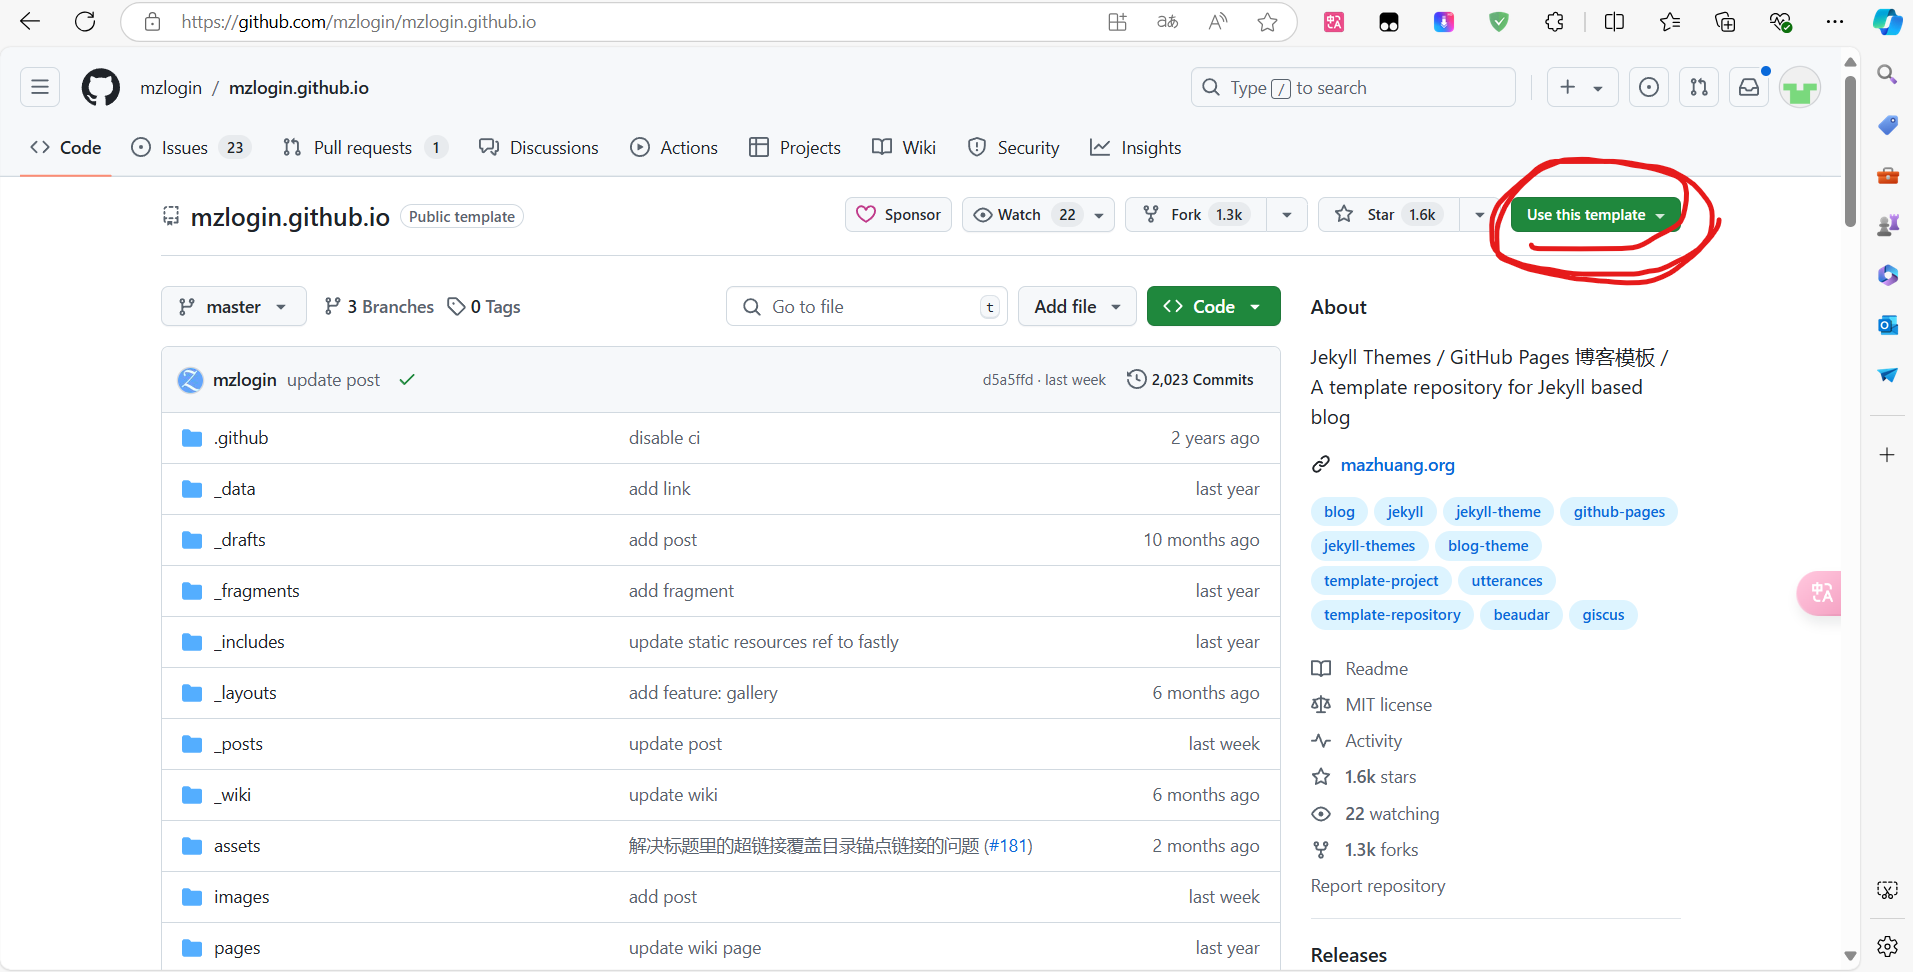 https://github.com/mzlogin/mzlogin.github.io
mzlogin / mzlogin.github.io
Type / to search
Code
Issues 23
Pull requests 1
Discussions
Actions
Projects
Wiki
Security
Insights
mzlogin.github.io Public template
Sponsor
Watch 22
Fork 1.3k
Star 1.6k
Use this template
master
3 Branches
0 Tags
Go to file t
Add file
Code
mzlogin update post
d5a5ffd · last week
2,023 Commits
.github disable ci 2 years ago
_data add link last year
_drafts add post 10 months ago
_fragments add fragment last year
_includes update static resources ref to fastly last year
_layouts add feature: gallery 6 months ago
_posts update post last week
_wiki update wiki 6 months ago
assets 解决标题里的超链接覆盖目录锚点链接的问题 (#181) 2 months ago
images add post last week
pages update wiki page last year
About
Jekyll Themes / GitHub Pages 博客模板 /
A template repository for Jekyll based
blog
mazhuang.org
blog jekyll jekyll-theme github-pages
jekyll-themes blog-theme
template-project utterances
template-repository beaudar giscus
Readme
MIT license
Activity
1.6k stars
22 watching
1.3k forks
Report repository
Releases